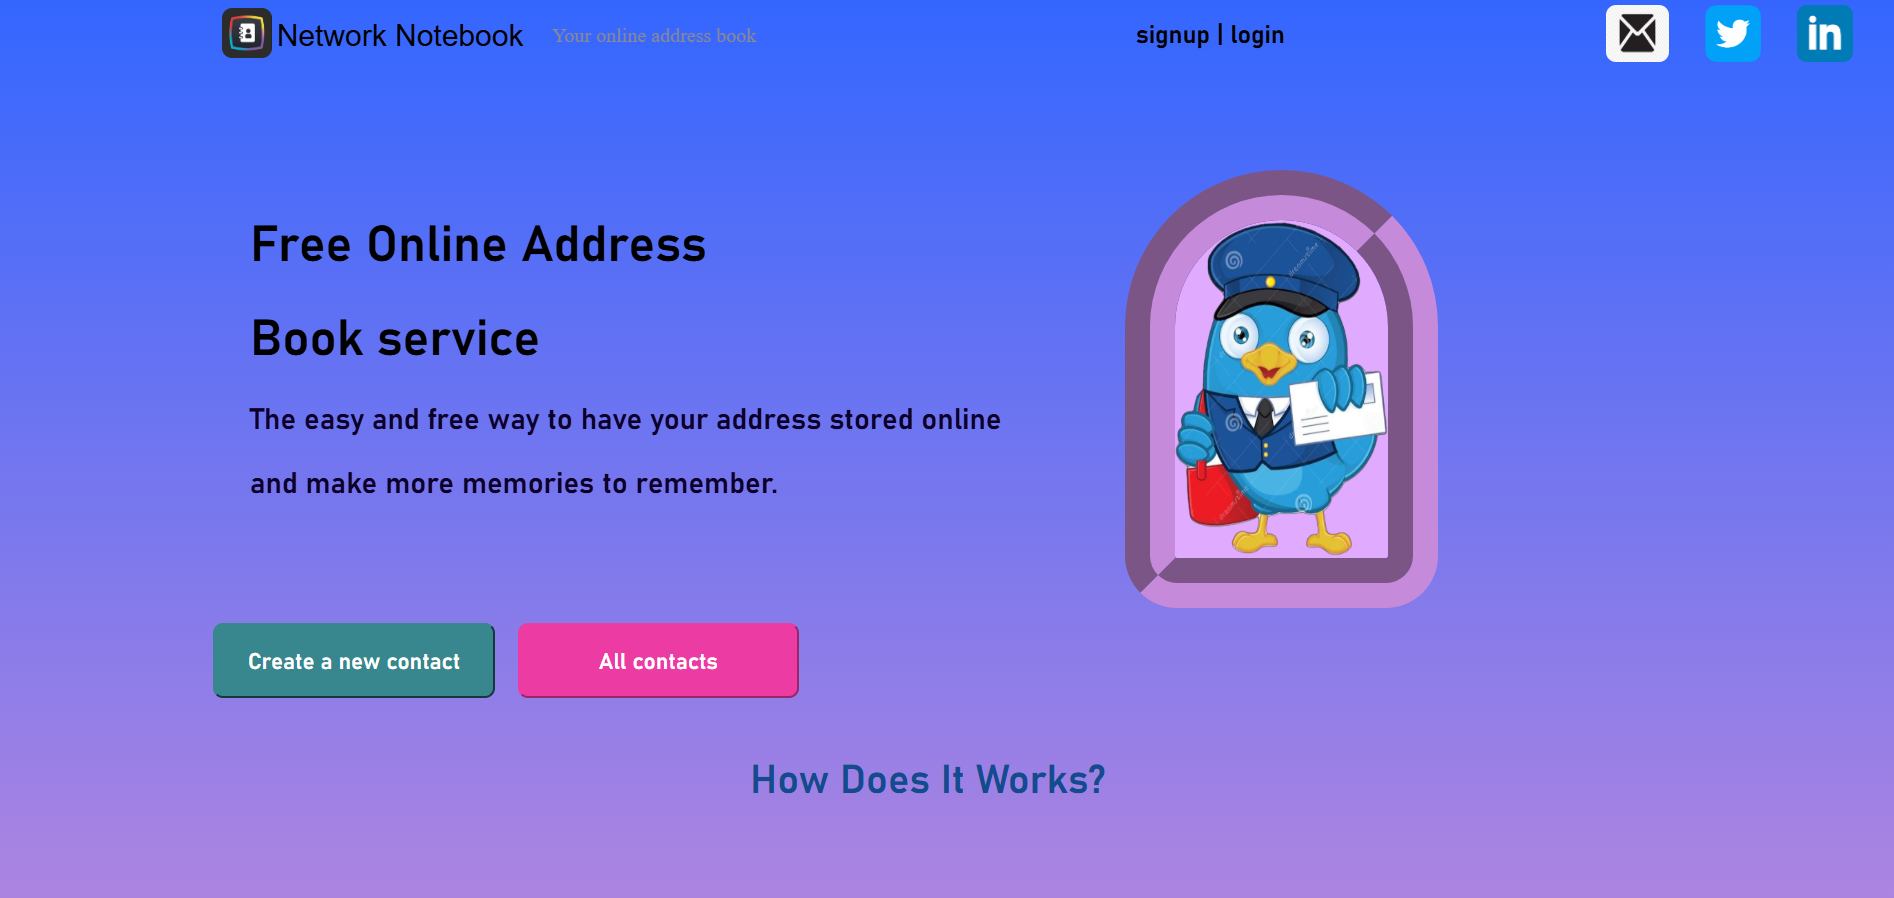 Network Notebook
Your online address book
signup | login
in
Free Online Address
Book service
The easy and free way to have your address stored online
and make more memories to remember.
dreamstime
Create a new contact
All contacts
How Does It Works?